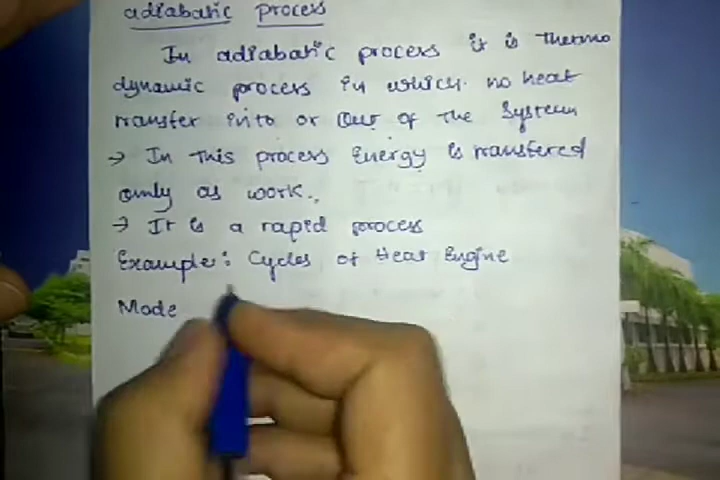 adiabatic process
In adiabatic process it is thermo
dynamic process in which no heat
transfer into or out of the system
→ In this process Energy is transfered
only as work.
→ It is a rapid process
Example: Cycles of Heat Engine
Mode